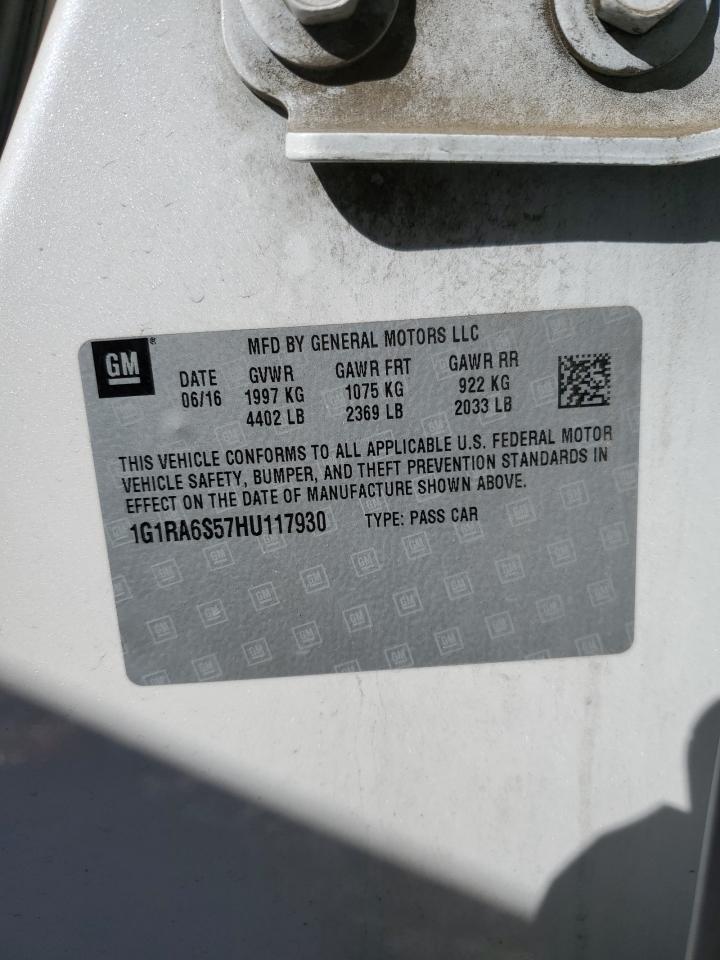 GM® MFD BY GENERAL MOTORS LLC
DATE GVWR GAWR FRT GAWR RR
06/16 1997 KG 1075 KG 922 KG
4402 LB 2369 LB 2033 LB
THIS VEHICLE CONFORMS TO ALL APPLICABLE U.S. FEDERAL MOTOR
VEHICLE SAFETY, BUMPER, AND THEFT PREVENTION STANDARDS IN
EFFECT ON THE DATE OF MANUFACTURE SHOWN ABOVE.
1G1RA6S57HU117930 TYPE: PASS CAR